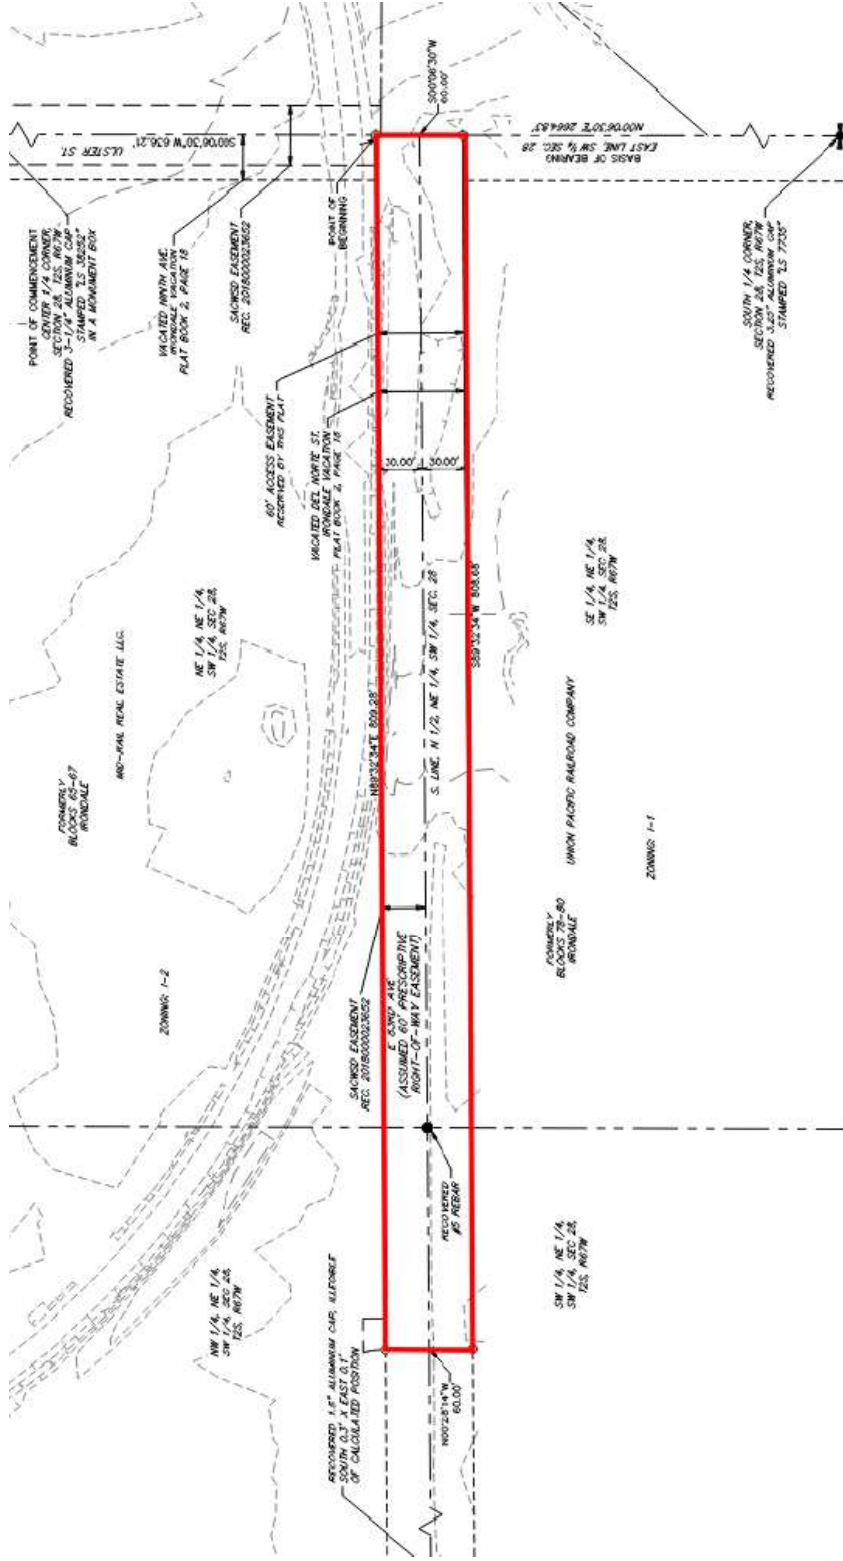 S00°06'30"W
60.00'
S00°06'30"W 636.21'
ULSTER ST.
N00°06'30"E 2664.83'
BASIS OF BEARING
EAST LINE SW ¼ SEC. 28
POINT OF
BEGINNING
POINT OF COMMENCEMENT
CENTER 1/4 CORNER,
SECTION 28, T2S, R67W
RECOVERED 3-1/4" ALUMINUM CAP
STAMPED "LS 38252"
IN A MONUMENT BOX
VACATED NINTH AVE.
IRONDALE VACATION
PLAT BOOK 2, PAGE 18
SACWSD EASEMENT
REC. 2018000023652
SOUTH 1/4 CORNER,
SECTION 28, T2S, R67W
RECOVERED 3.25" ALUMINUM CAP
STAMPED "LS 7735"
60' ACCESS EASEMENT
RESERVED BY THIS PLAT
VACATED DEL NORTE ST.
IRONDALE VACATION
PLAT BOOK 2, PAGE 18
30.00'
30.00'
NE 1/4, NE 1/4,
SW 1/4, SEC 28,
T2S, R67W
SE 1/4, NE 1/4,
SW 1/4, SEC 28,
T2S, R67W
S. LINE, N 1/2, NE 1/4, SW 1/4, SEC. 28
N89°32'34"E 809.28'
S89°32'34"W 808.68'
FORMERLY
BLOCKS 65-67
IRONDALE
REAL ESTATE LLC.
FORMERLY
BLOCKS 78-80
IRONDALE
UNION PACIFIC RAILROAD COMPANY
ZONING: I-1
ZONING: I-2
SACWSD EASEMENT
REC. 2018000023652
E 83RD AVE
(ASSUMED 60' PRESCRIPTIVE
RIGHT-OF-WAY EASEMENT)
RECOVERED
#5 REBAR
NW 1/4, NE 1/4,
SW 1/4, SEC 28,
T2S, R67W
SW 1/4, NE 1/4,
SW 1/4, SEC 28,
T2S, R67W
RECOVERED 1.5" ALUMINUM CAP, ILLEGIBLE
SOUTH 0.3' X EAST 0.1'
OF CALCULATED POSITION
N00°28'14"W
60.00'